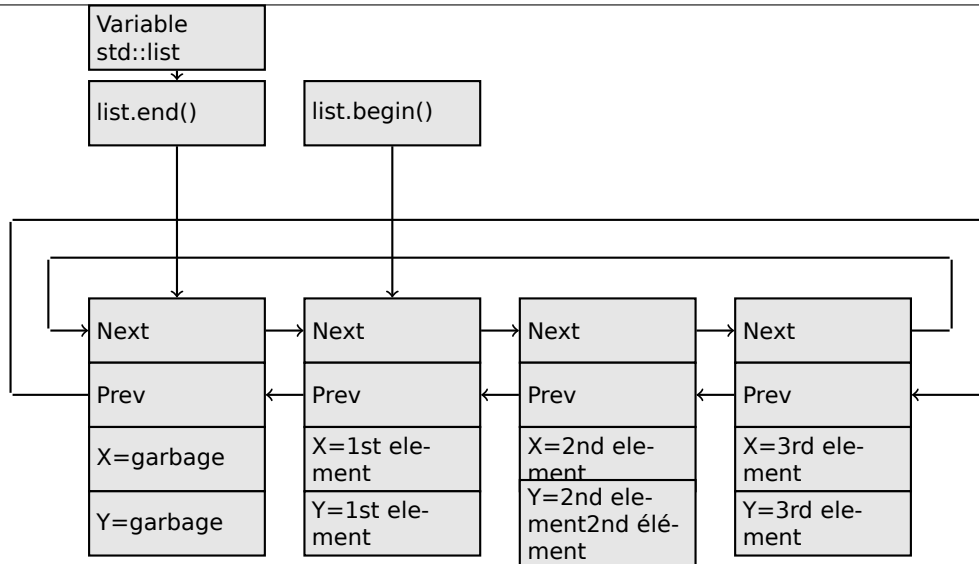 Variable
std::list
list.end()
list.begin()
Next
Next
Next
Next
Prev
Prev
Prev
Prev
X=garbage
X=1st ele-
ment
X=2nd ele-
ment
X=3rd ele-
ment
Y=garbage
Y=1st ele-
ment
Y=2nd ele-
ment2nd élé-
ment
Y=3rd ele-
ment